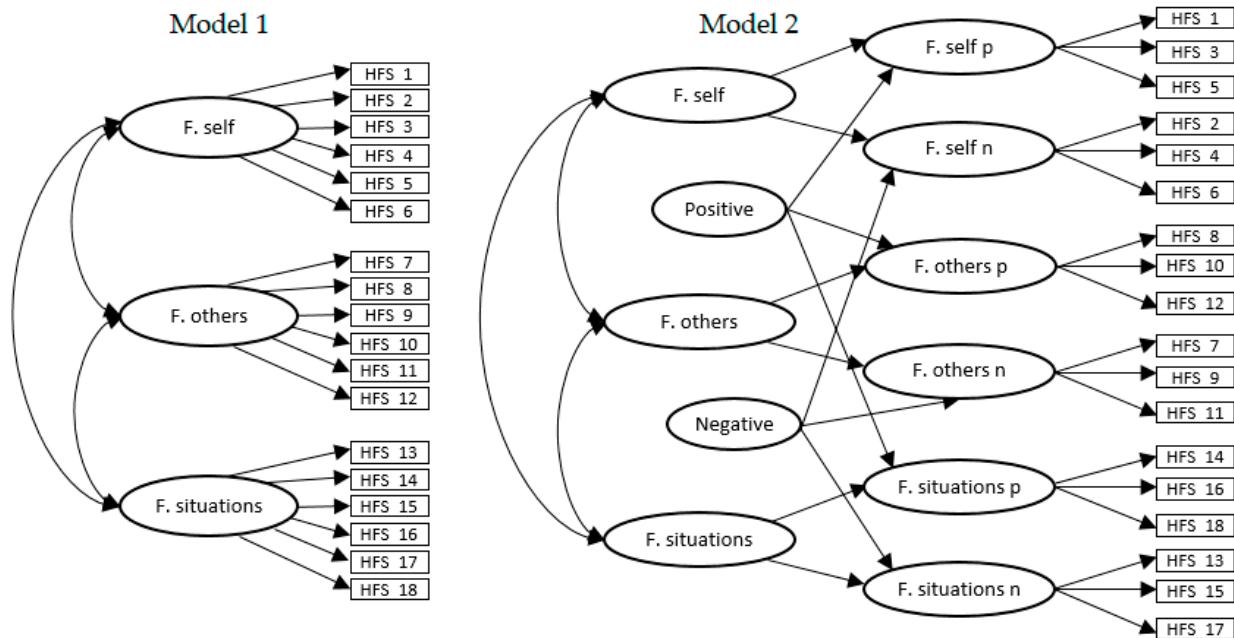 Model 1
F. self
HFS 1
HFS 2
HFS 3
HFS 4
HFS 5
HFS 6
F. others
HFS 7
HFS 8
HFS 9
HFS 10
HFS 11
HFS 12
F. situations
HFS 13
HFS 14
HFS 15
HFS 16
HFS 17
HFS 18
Model 2
F. self
Positive
F. others
Negative
F. situations
F. self p
F. self n
F. others p
F. others n
F. situations p
F. situations n
HFS 1
HFS 3
HFS 5
HFS 2
HFS 4
HFS 6
HFS 8
HFS 10
HFS 12
HFS 7
HFS 9
HFS 11
HFS 14
HFS 16
HFS 18
HFS 13
HFS 15
HFS 17